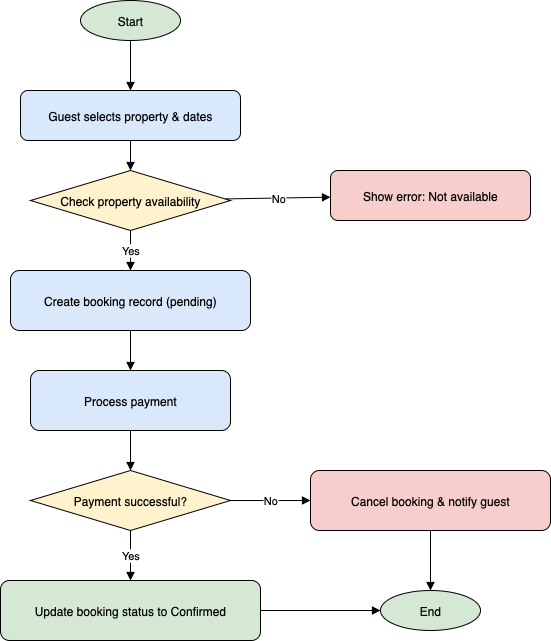 Start
Guest selects property & dates
Check property availability
No
Show error: Not available
Yes
Create booking record (pending)
Process payment
Payment successful?
No
Cancel booking & notify guest
Yes
Update booking status to Confirmed
End